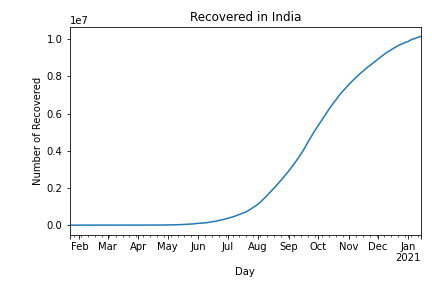 Recovered in India
1e7
1.0
0.8
0.6
0.4
0.2
0.0
Number of Recovered
Feb Mar Apr May Jun Jul Aug Sep Oct Nov Dec Jan
2021
Day